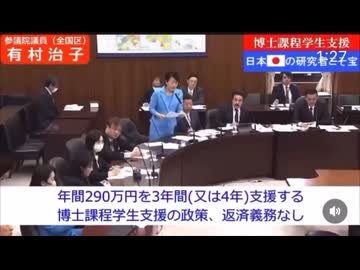 参議院議員（全国区）
有村治子
博士課程学生支援
1:27
日本🇯🇵の研究者こそ宝
年間290万円を3年間(又は4年)支援する
博士課程学生支援の政策、返済義務なし